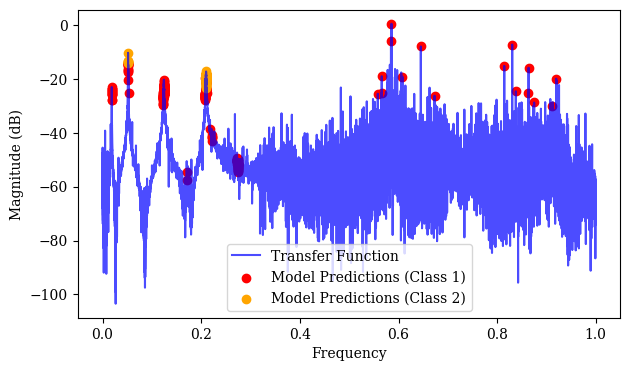 0
−20
−40
−60
−80
−100
Magnitude (dB)
Transfer Function
Model Predictions (Class 1)
Model Predictions (Class 2)
0.0
0.2
0.4
0.6
0.8
1.0
Frequency